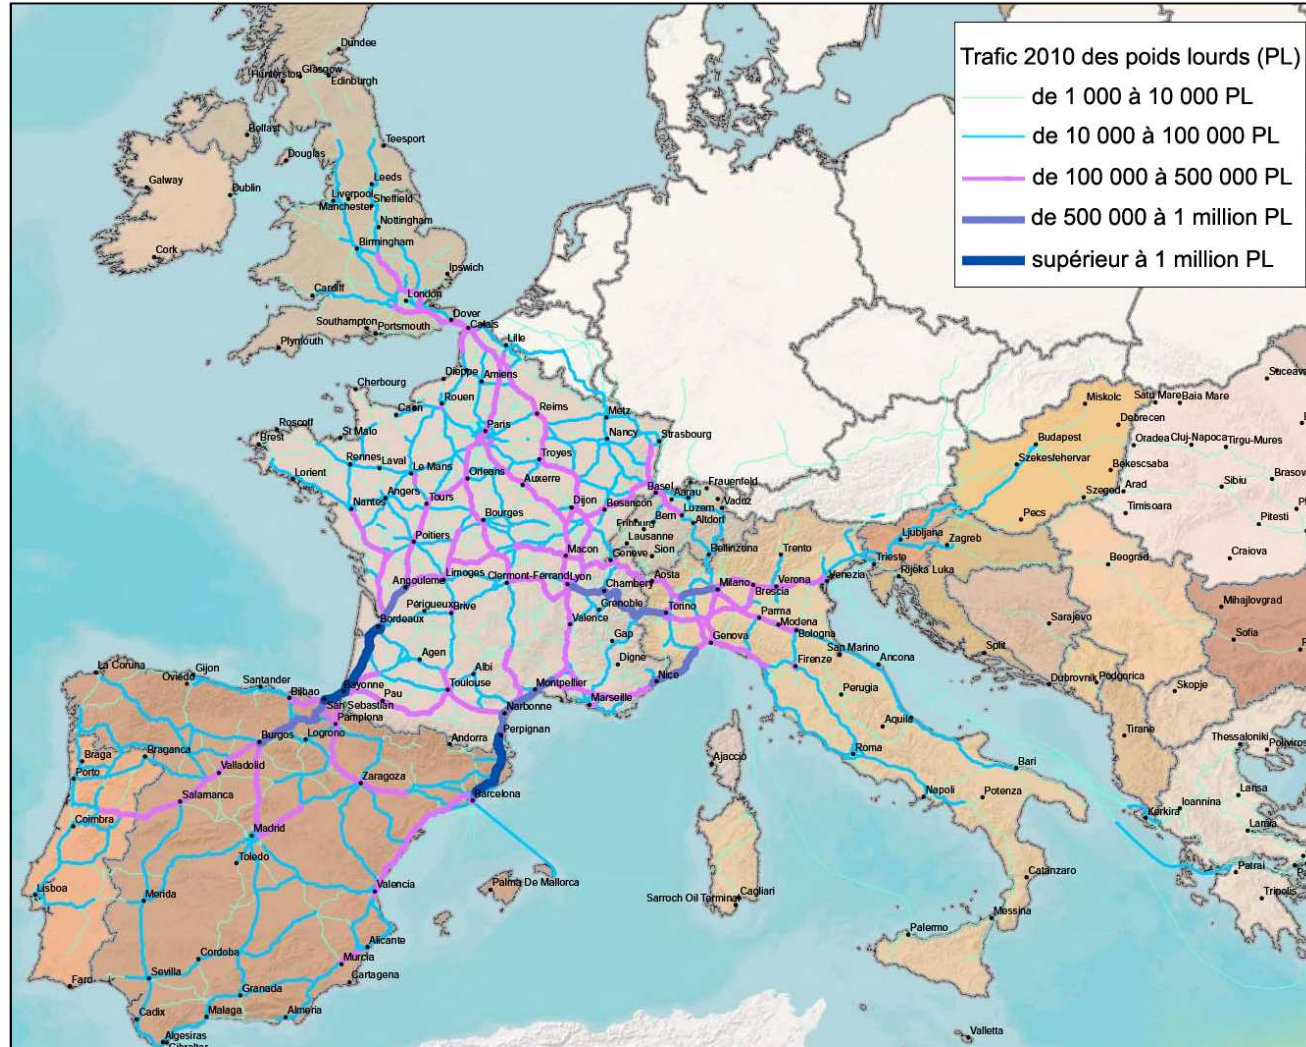 Trafic 2010 des poids lourds (PL)
de 1 000 à 10 000 PL
de 10 000 à 100 000 PL
de 100 000 à 500 000 PL
de 500 000 à 1 million PL
supérieur à 1 million PL
Dundee
Glasgow
Hunterston
Edinburgh
Belfast
Teesport
Douglas
Galway
Dublin
Leeds
Liverpool
Sheffield
Manchester
Nottingham
Cork
Birmingham
Ipswich
Cardiff
London
Southampton
Portsmouth
Dover
Calais
Plymouth
Lille
Dieppe
Amiens
Cherbourg
Rouen
Caen
Reims
Metz
Roscoff
St Malo
Paris
Nancy
Strasbourg
Brest
Rennes
Laval
Le Mans
Troyes
Lorient
Orleans
Auxerre
Angers
Nantes
Tours
Dijon
Besançon
Basel
Aarau
Frauenfeld
Vaduz
Luzern
Altdorf
Bern
Fribourg
Bourges
Lausanne
Poitiers
Macon
Geneve
Sion
Bellinzona
Trento
Limoges
Clermont-Ferrand
Lyon
Chambery
Aosta
Angouleme
Milano
Verona
Brescia
Venezia
Périgueux
Brive
Grenoble
Torino
Bordeaux
Valence
Parma
Modena
Bologna
Gap
Genova
Agen
Digne
Firenze
San Marino
Ancona
Albi
Nice
Bayonne
Pau
Toulouse
Montpellier
Marseille
Perugia
Narbonne
Perpignan
Aquila
Andorra
Ajaccio
Roma
Bari
Napoli
Potenza
La Coruna
Gijon
Oviedo
Santander
Bilbao
San Sebastian
Pamplona
Logrono
Burgos
Braganca
Braga
Porto
Valladolid
Zaragoza
Salamanca
Barcelona
Coimbra
Madrid
Toledo
Lisboa
Merida
Valencia
Palma De Mallorca
Sarroch Oil Terminal
Cagliari
Catanzaro
Messina
Palermo
Alicante
Cordoba
Murcia
Sevilla
Cartagena
Faro
Granada
Cadix
Malaga
Almeria
Algesiras
Gibraltar
Valletta
Suceava
Miskolc
Satu Mare
Baia Mare
Debrecen
Budapest
Oradea
Cluj-Napoca
Tirgu-Mures
Szekesfehervar
Bekescsaba
Szeged
Arad
Sibiu
Brasov
Pecs
Timisoara
Pitesti
Ljubljana
Zagreb
Trieste
Beograd
Craiova
Rijeka Luka
Mihajlovgrad
Sarajevo
Sofia
Split
Dubrovnik
Podgorica
Skopje
Tirane
Thessaloniki
Kerkira
Ioannina
Larisa
Lamia
Patrai
Tripolis